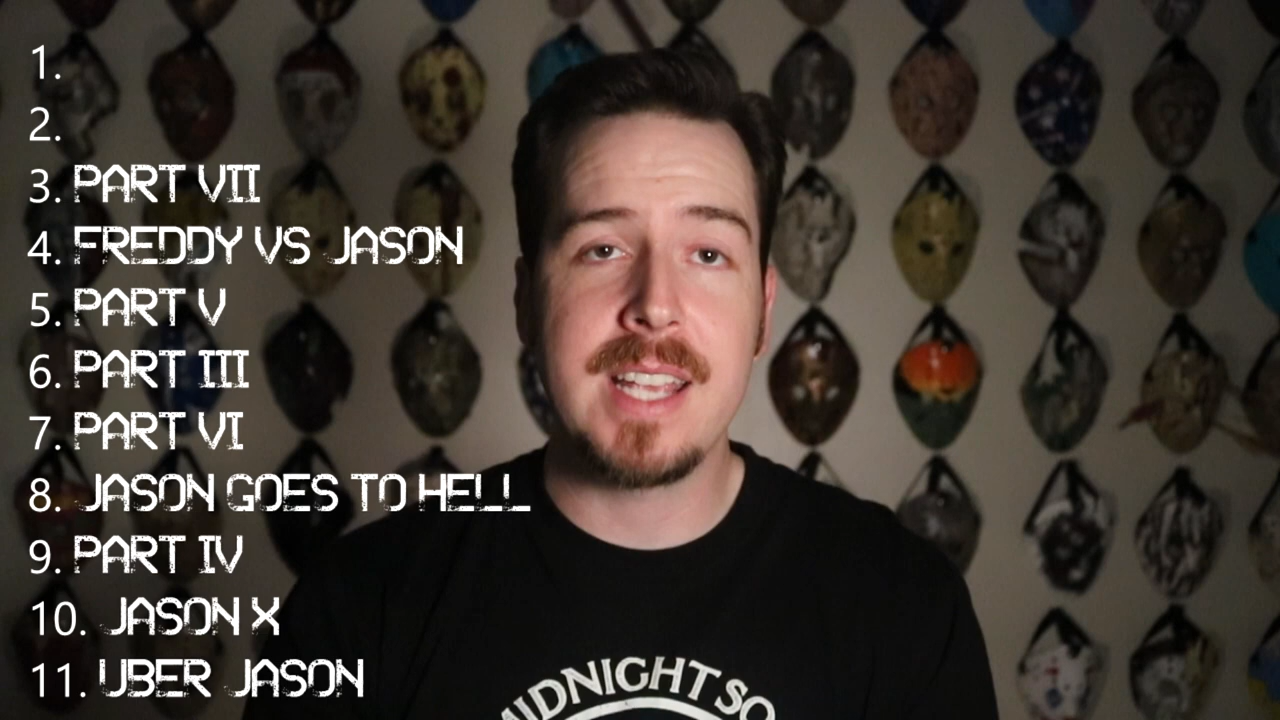 1.
2.
3. PART VII
4. FREDDY VS JASON
5. PART V
6. PART III
7. PART VI
8. JASON GOES TO HELL
9. PART IV
10. JASON X
11. UBER JASON
MIDNIGHT SO